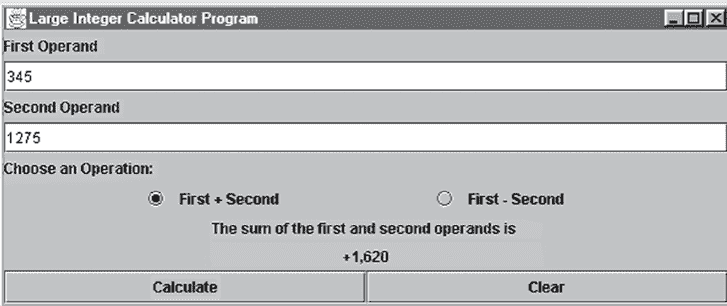 Large Integer Calculator Program
First Operand
345
Second Operand
1275
Choose an Operation:
First + Second First - Second
The sum of the first and second operands is
+1,620
Calculate Clear